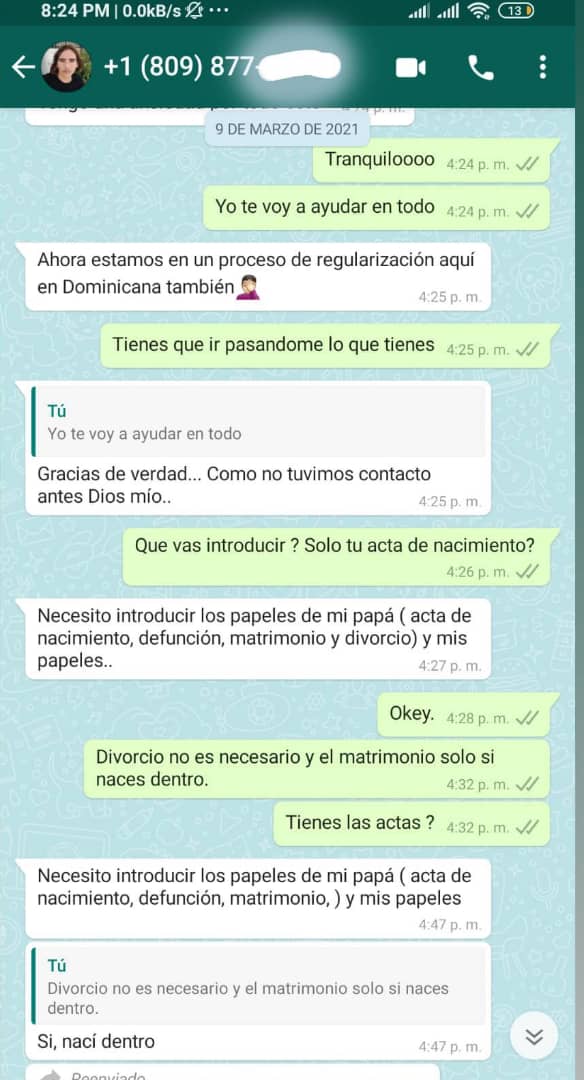 8:24 PM | 0.0kB/s
13
+1 (809) 877-
9 DE MARZO DE 2021
Tranquiloooo 4:24 p. m.
Yo te voy a ayudar en todo 4:24 p. m.
Ahora estamos en un proceso de regularización aquí
en Dominicana también🤦🏻‍♀️
4:25 p. m.
Tienes que ir pasandome lo que tienes 4:25 p. m.
Tú
Yo te voy a ayudar en todo
Gracias de verdad... Como no tuvimos contacto
antes Dios mío..
4:25 p. m.
Que vas introducir ? Solo tu acta de nacimiento?
4:26 p. m.
Necesito introducir los papeles de mi papá ( acta de
nacimiento, defunción, matrimonio y divorcio) y mis
papeles..
4:27 p. m.
Okey. 4:28 p. m.
Divorcio no es necesario y el matrimonio solo si
naces dentro.
4:32 p. m.
Tienes las actas ? 4:32 p. m.
Necesito introducir los papeles de mi papá ( acta de
nacimiento, defunción, matrimonio, ) y mis papeles
4:47 p. m.
Tú
Divorcio no es necesario y el matrimonio solo si naces
dentro.
Si, nací dentro
4:47 p. m.
Reenviado